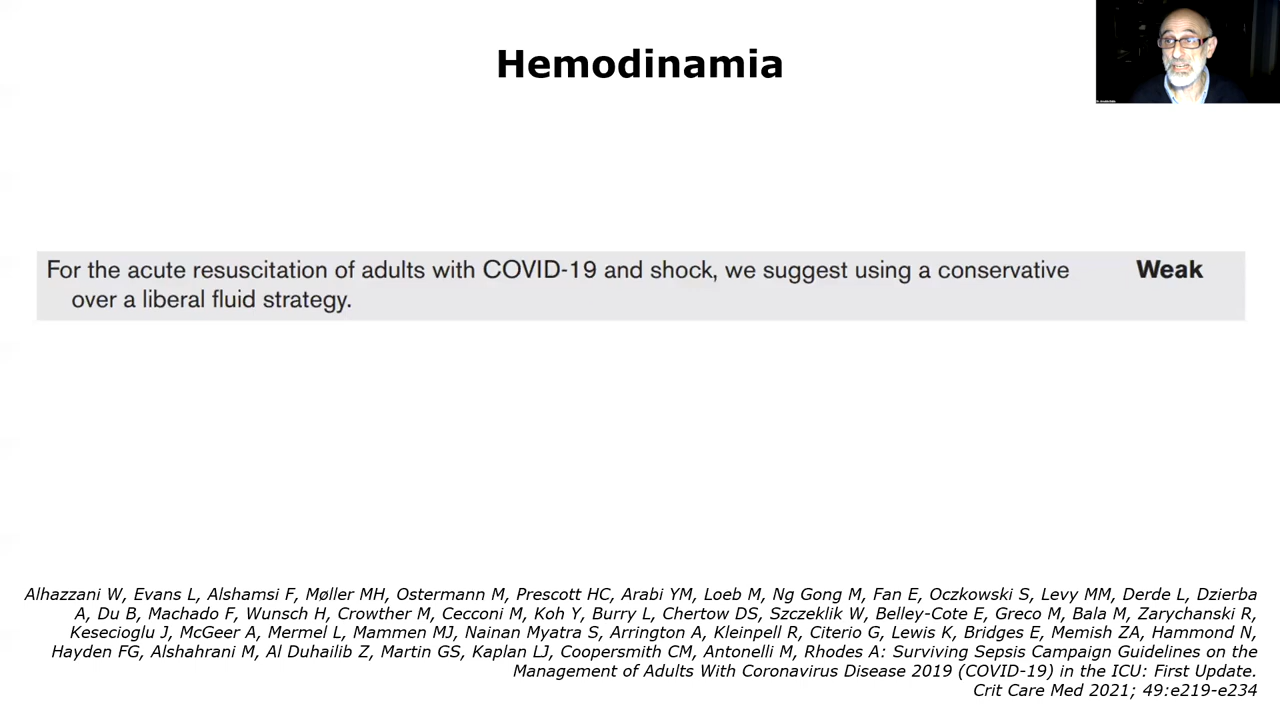 Hemodinamia
For the acute resuscitation of adults with COVID-19 and shock, we suggest using a conservative Weak
over a liberal fluid strategy.
Alhazzani W, Evans L, Alshamsi F, Møller MH, Ostermann M, Prescott HC, Arabi YM, Loeb M, Ng Gong M, Fan E, Oczkowski S, Levy MM, Derde L, Dzierba
A, Du B, Machado F, Wunsch H, Crowther M, Cecconi M, Koh Y, Burry L, Chertow DS, Szczeklik W, Belley-Cote E, Greco M, Bala M, Zarychanski R,
Kesecioglu J, McGeer A, Mermel L, Mammen MJ, Nainan Myatra S, Arrington A, Kleinpell R, Citerio G, Lewis K, Bridges E, Memish ZA, Hammond N,
Hayden FG, Alshahrani M, Al Duhailib Z, Martin GS, Kaplan LJ, Coopersmith CM, Antonelli M, Rhodes A: Surviving Sepsis Campaign Guidelines on the
Management of Adults With Coronavirus Disease 2019 (COVID-19) in the ICU: First Update.
Crit Care Med 2021; 49:e219-e234